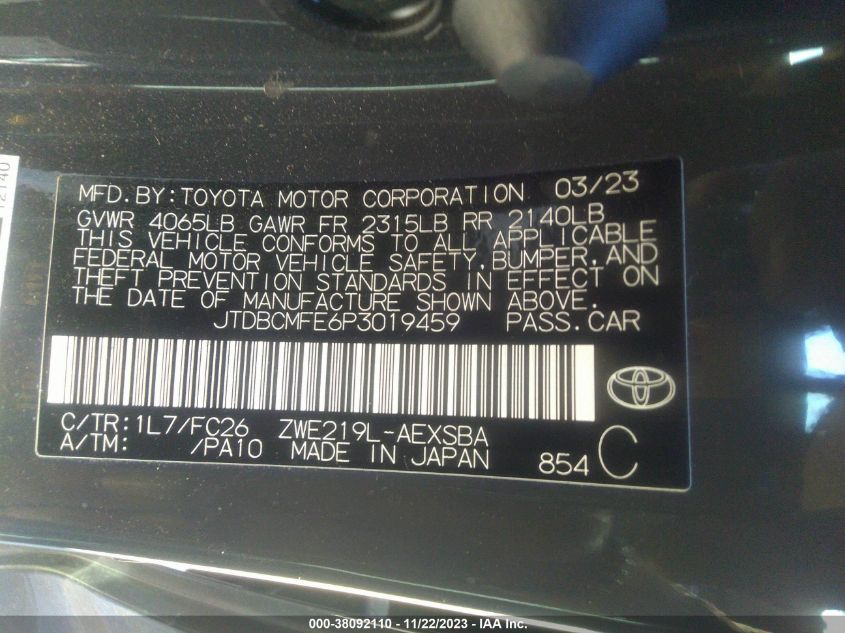 MFD.BY:TOYOTA MOTOR CORPORATION 03/23
GVWR 4065LB GAWR FR 2315LB RR 2140LB
THIS VEHICLE CONFORMS TO ALL APPLICABLE
FEDERAL MOTOR VEHICLE SAFETY,BUMPER,AND
THEFT PREVENTION STANDARDS IN EFFECT ON
THE DATE OF MANUFACTURE SHOWN ABOVE.
JTDBCMFE6P3019459 PASS.CAR
C/TR:1L7/FC26 ZWE219L-AEXSBA
A/TM: /PA10 MADE IN JAPAN 854 C
12140
000-38092110 - 11/22/2023 - IAA Inc.